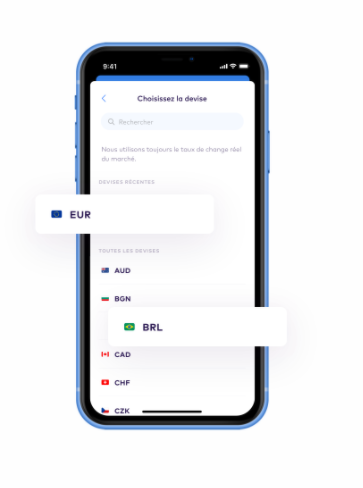 9:41
Choisissez la devise
Rechercher
Nous utilisons toujours le taux de change réel
du marché.
DEVISES RÉCENTES
EUR
TOUTES LES DEVISES
AUD
BGN
BRL
CAD
CHF
CZK